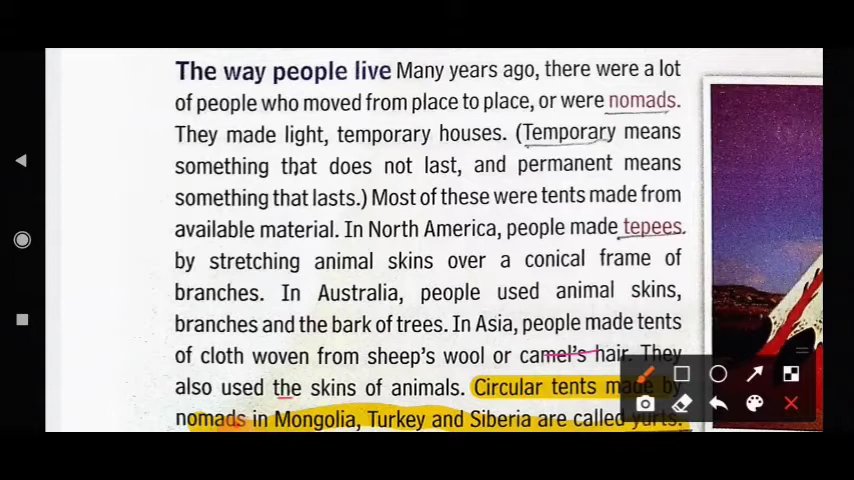 The way people live Many years ago, there were a lot
of people who moved from place to place, or were nomads.
They made light, temporary houses. (Temporary means
something that does not last, and permanent means
something that lasts.) Most of these were tents made from
available material. In North America, people made tepees
by stretching animal skins over a conical frame of
branches. In Australia, people used animal skins,
branches and the bark of trees. In Asia, people made tents
of cloth woven from sheep's wool or camel's hair. They
also used the skins of animals. Circular tents made by
nomads in Mongolia, Turkey and Siberia are called yurts.